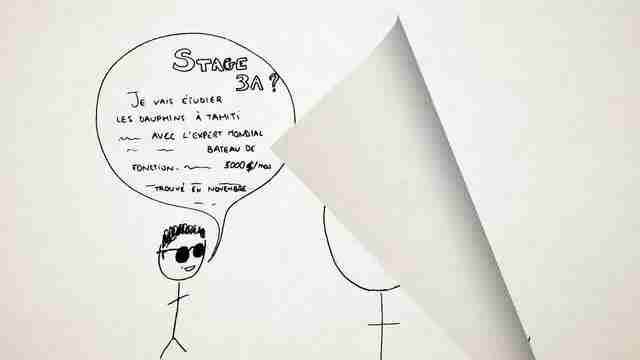 STAGE
3A ?
JE VAIS ÉTUDIER
LES DAUPHINS À TAHITI
AVEC L'EXPERT MONDIAL
BATEAU DE
FONCTION. 5000 $/mois
TROUVÉ EN NOVEMBRE